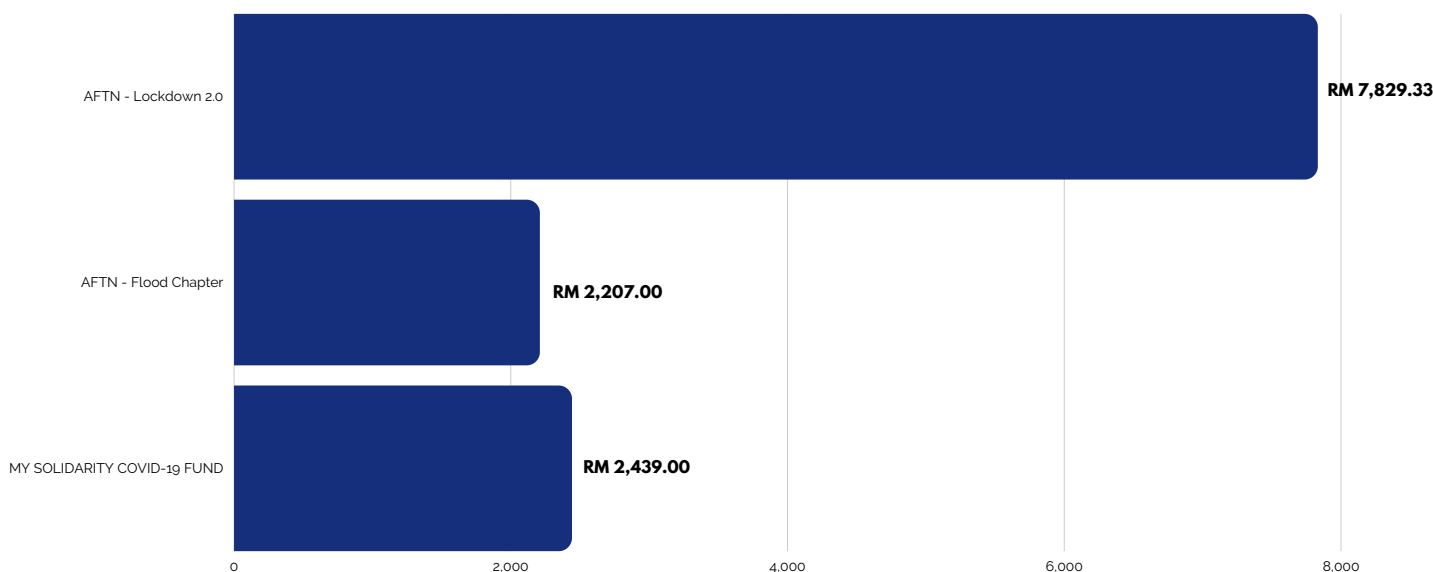 AFTN - Lockdown 2.0
RM 7,829.33
AFTN - Flood Chapter
RM 2,207.00
MY SOLIDARITY COVID-19 FUND
RM 2,439.00
0
2,000
4,000
6,000
8,000